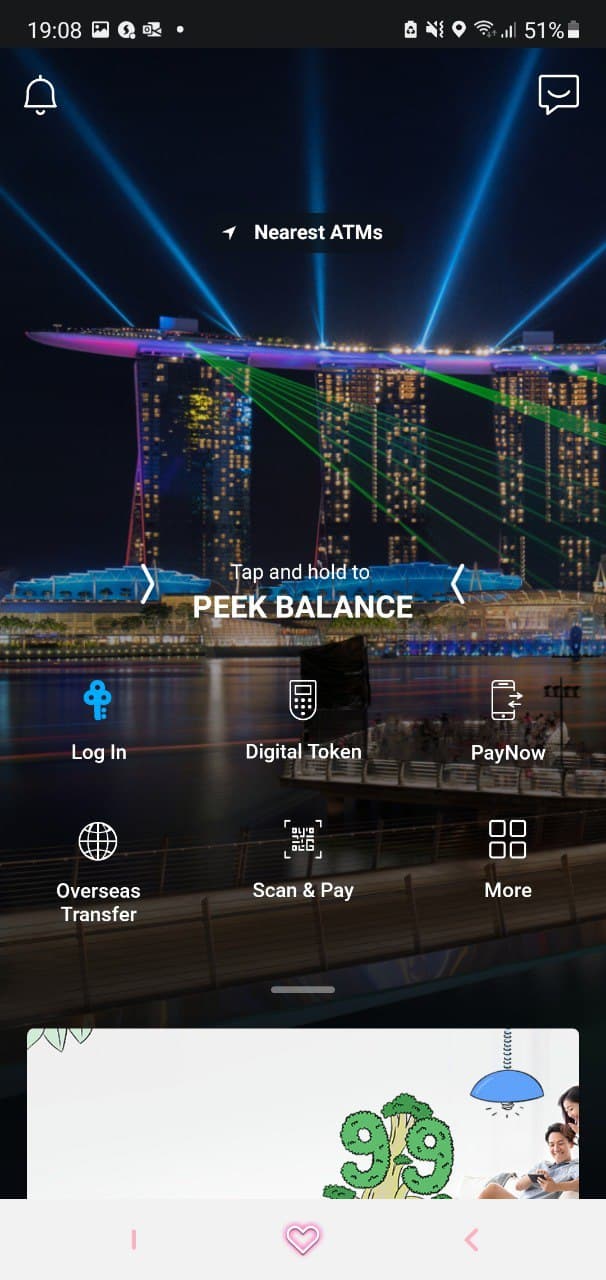 19:08
51%
Nearest ATMs
Tap and hold to
PEEK BALANCE
Log In
Digital Token
PayNow
Overseas
Transfer
Scan & Pay
More
99